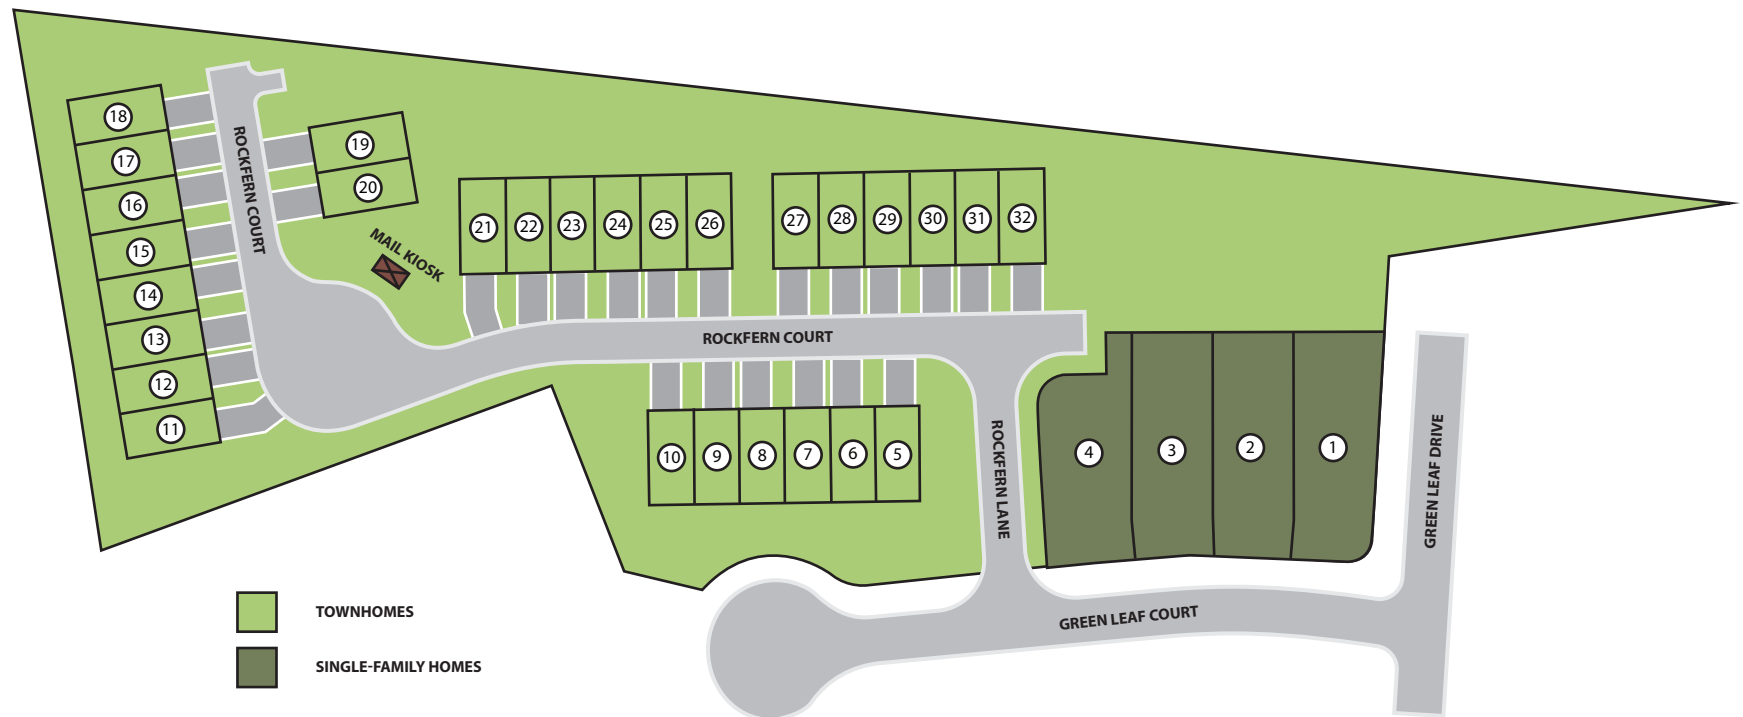 18
17
16
15
14
13
12
11
ROCKFERN COURT
19
20
MAIL KIOSK
21 22 23 24 25 26
27 28 29 30 31 32
ROCKFERN COURT
10 9 8 7 6 5
ROCKFERN LANE
4 3 2 1
GREEN LEAF DRIVE
GREEN LEAF COURT
TOWNHOMES
SINGLE-FAMILY HOMES